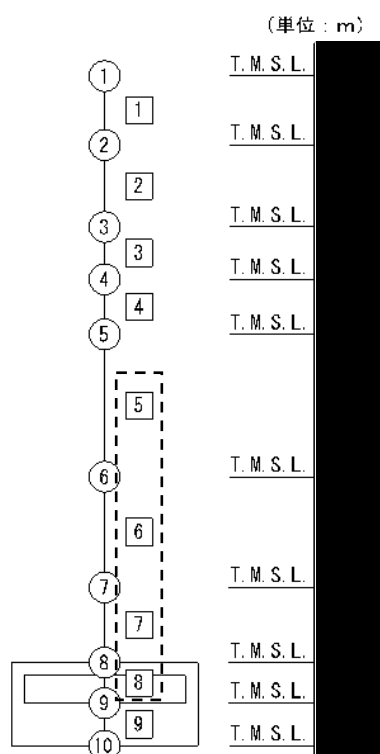 (単位:m)
① T.M.S.L.
1
② T.M.S.L.
2
③ T.M.S.L.
3
④ T.M.S.L.
4
⑤ T.M.S.L.
5
⑥ T.M.S.L.
6
⑦ T.M.S.L.
7
⑧ T.M.S.L.
8
⑨ T.M.S.L.
9
⑩ T.M.S.L.